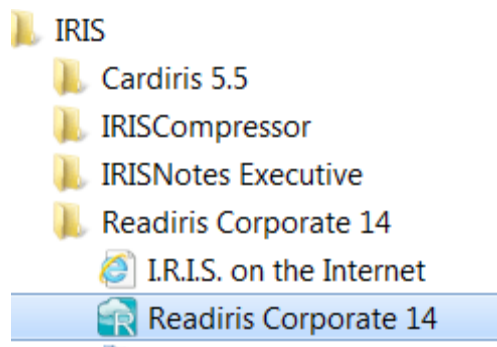 IRIS
Cardiris 5.5
IRISCompressor
IRISNotes Executive
Readiris Corporate 14
I.R.I.S. on the Internet
Readiris Corporate 14